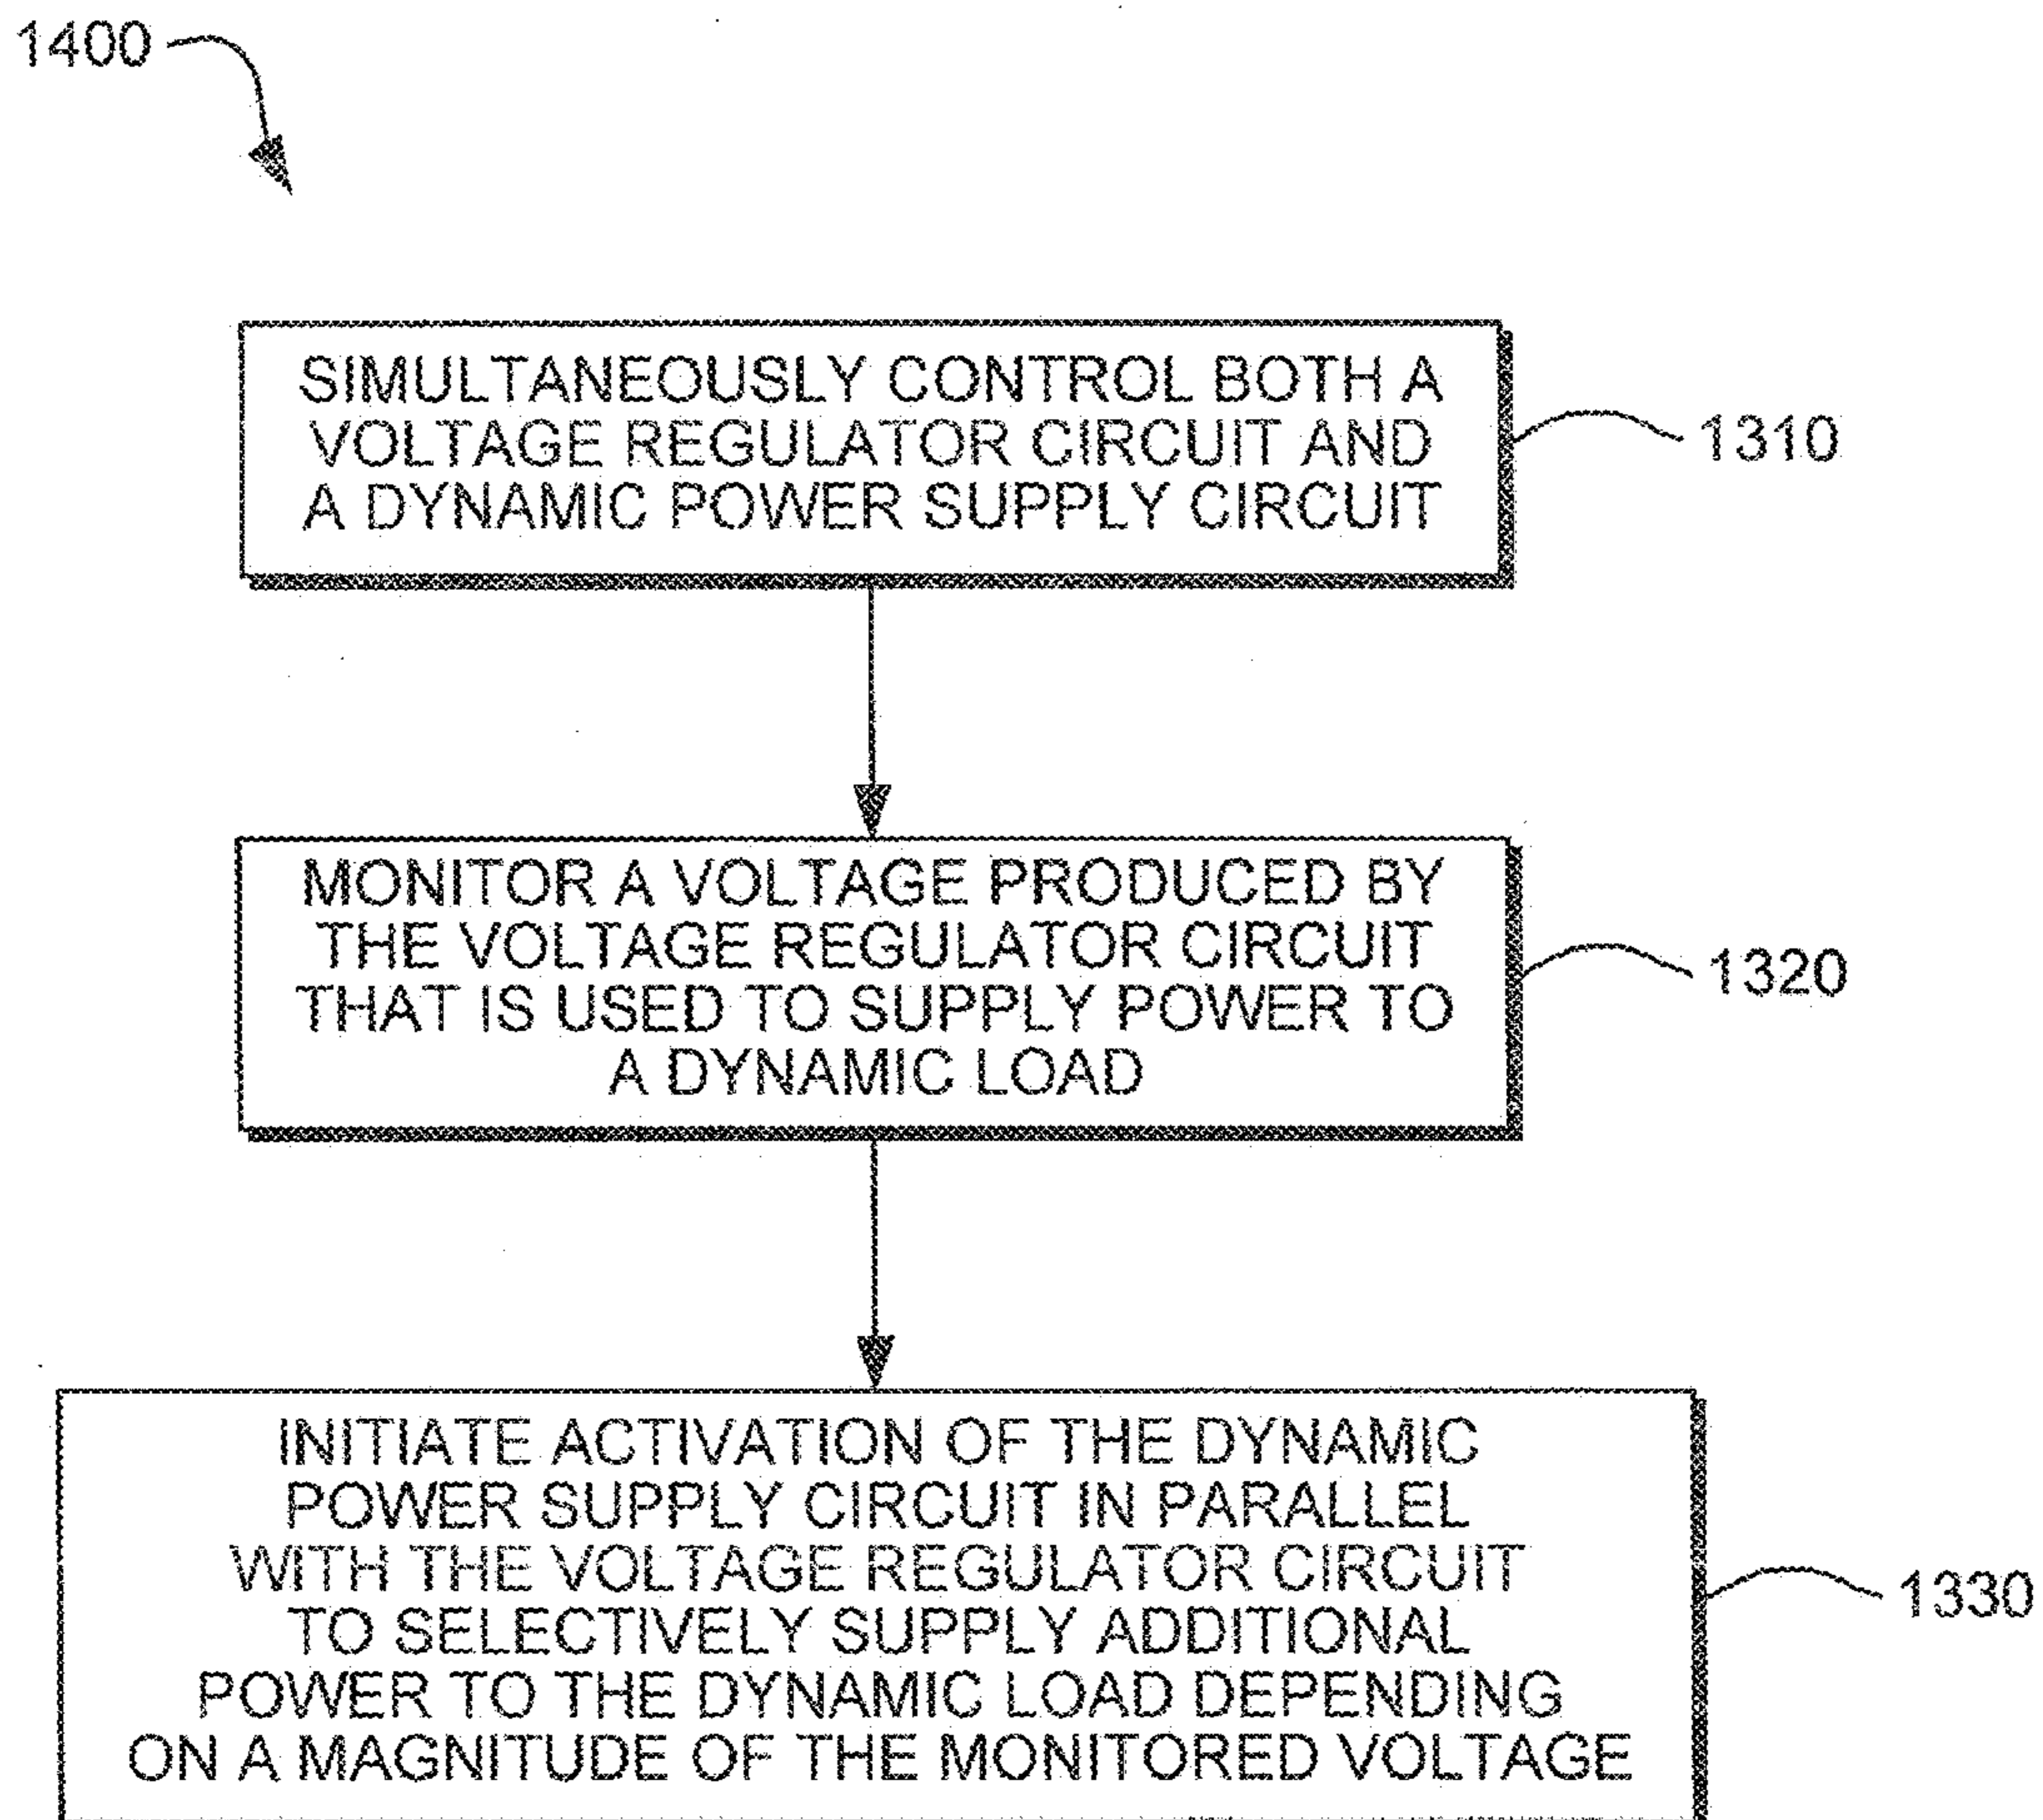 1400
SIMULTANEOUSLY CONTROL BOTH A
VOLTAGE REGULATOR CIRCUIT AND
A DYNAMIC POWER SUPPLY CIRCUIT
1310
MONITOR A VOLTAGE PRODUCED BY
THE VOLTAGE REGULATOR CIRCUIT
THAT IS USED TO SUPPLY POWER TO
A DYNAMIC LOAD
1320
INITIATE ACTIVATION OF THE DYNAMIC
POWER SUPPLY CIRCUIT IN PARALLEL
WITH THE VOLTAGE REGULATOR CIRCUIT
TO SELECTIVELY SUPPLY ADDITIONAL
POWER TO THE DYNAMIC LOAD DEPENDING
ON A MAGNITUDE OF THE MONITORED VOLTAGE
1330